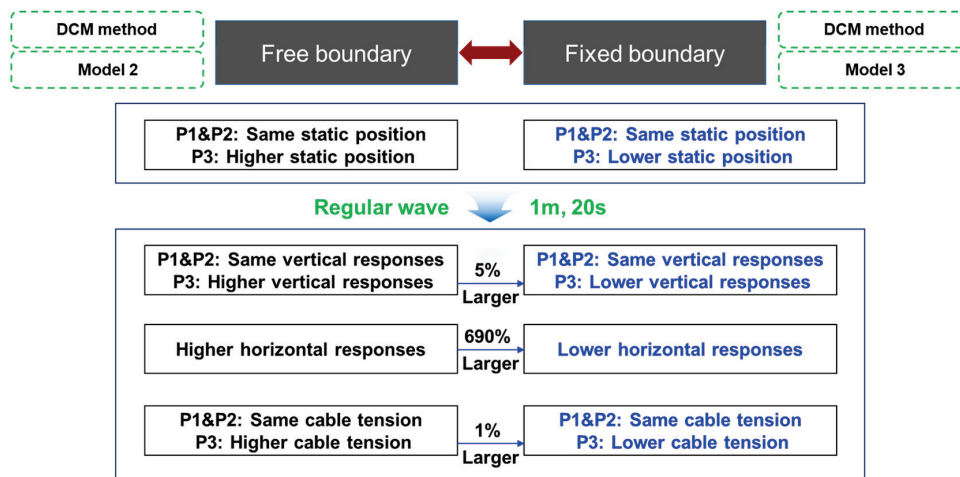 DCM method
Model 2
Free boundary
Fixed boundary
DCM method
Model 3
P1&P2: Same static position
P3: Higher static position
P1&P2: Same static position
P3: Lower static position
Regular wave
1m, 20s
P1&P2: Same vertical responses
P3: Higher vertical responses
5%
Larger
P1&P2: Same vertical responses
P3: Lower vertical responses
Higher horizontal responses
690%
Larger
Lower horizontal responses
P1&P2: Same cable tension
P3: Higher cable tension
1%
Larger
P1&P2: Same cable tension
P3: Lower cable tension